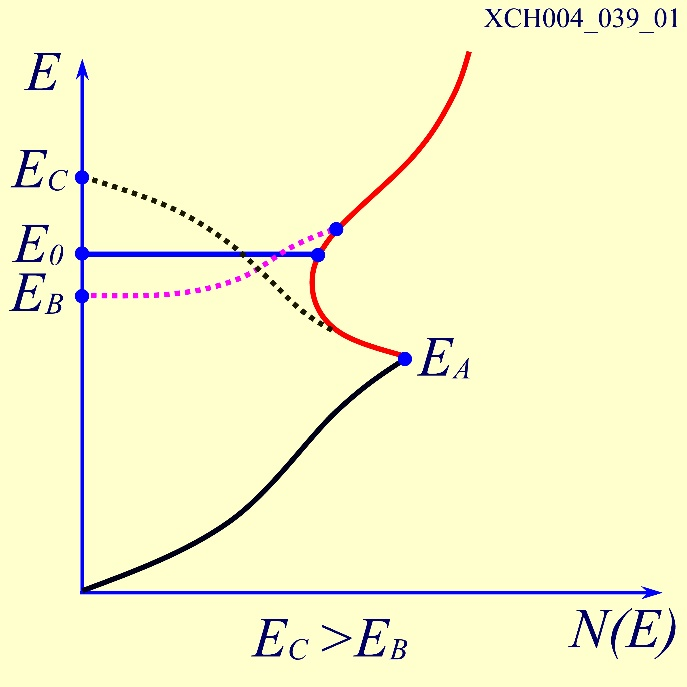 XCH004_039_01
E
E_C
E_0
E_B
E_A
N(E)
E_C >E_B